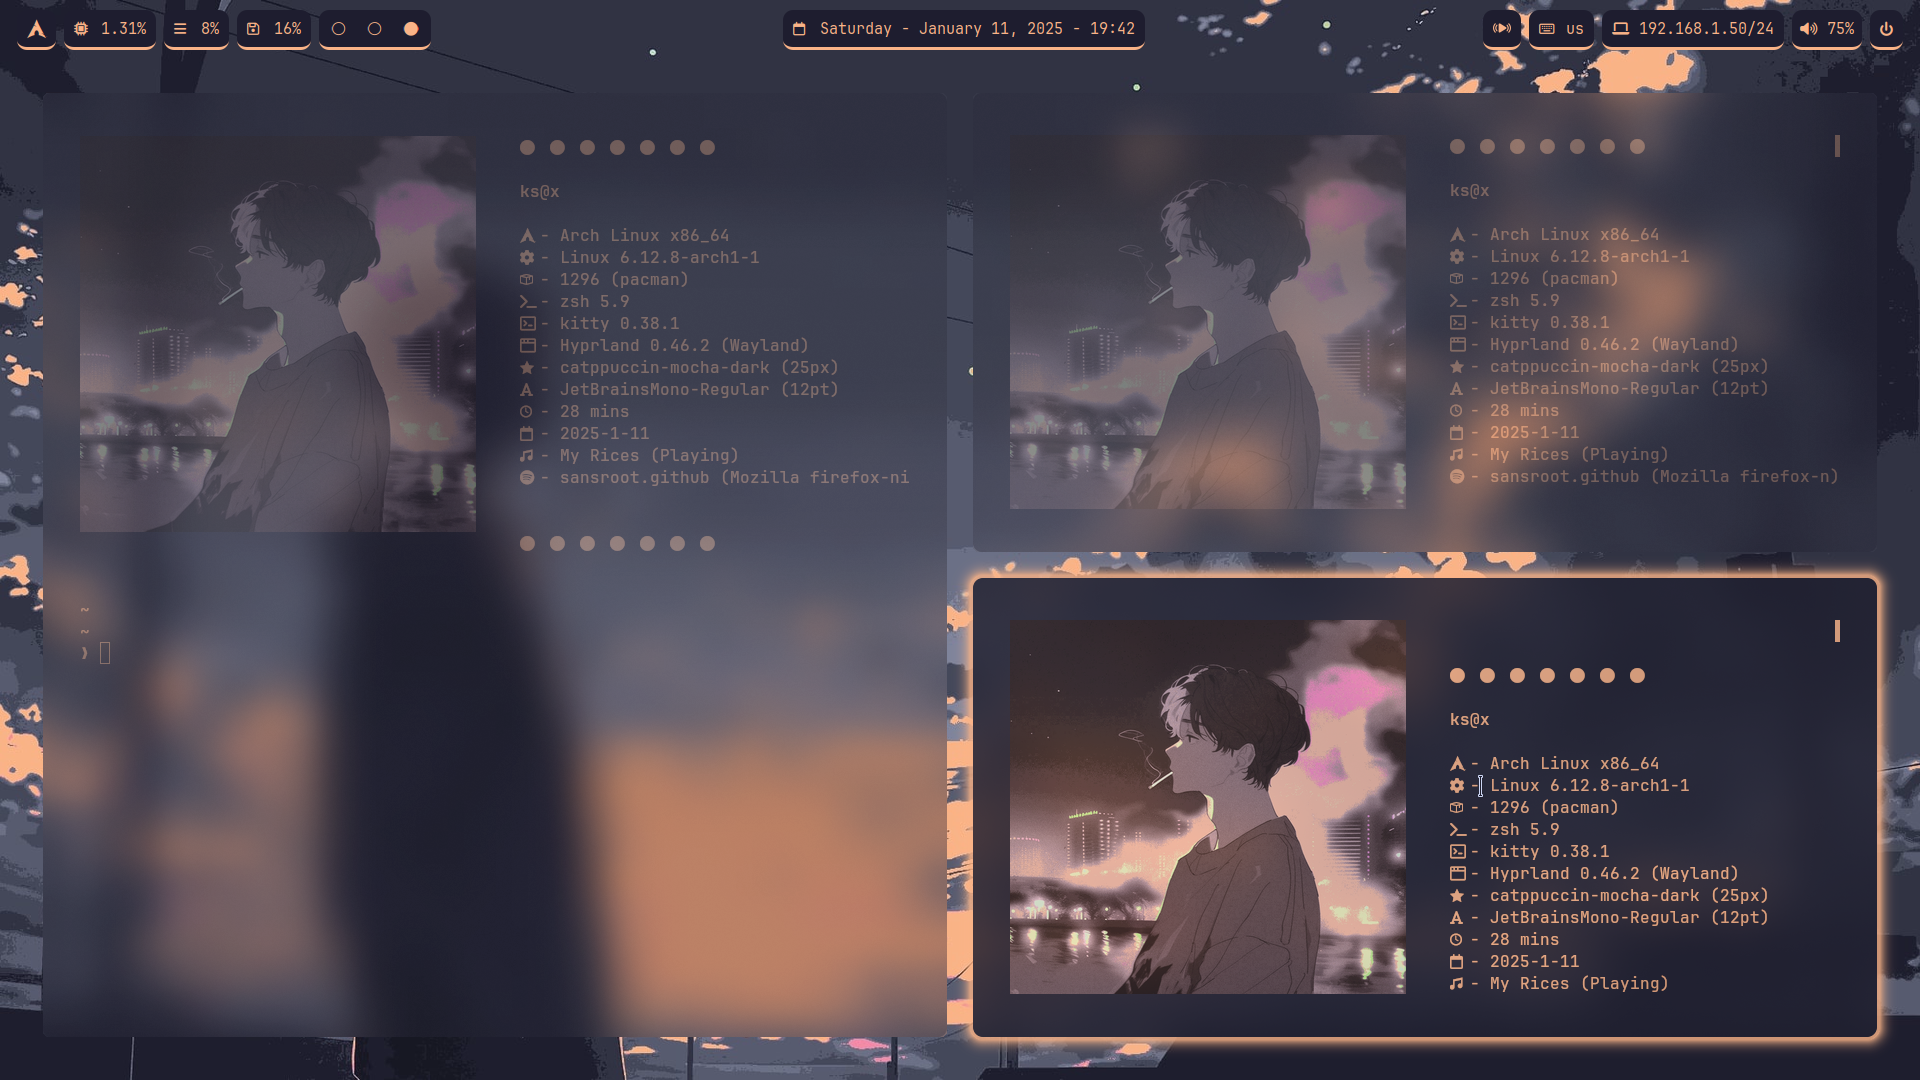 1.31%
8%
16%
Saturday - January 11, 2025 - 19:42
us
192.168.1.50/24
75%
ks@x
- Arch Linux x86_64
- Linux 6.12.8-arch1-1
- 1296 (pacman)
- zsh 5.9
- kitty 0.38.1
- Hyprland 0.46.2 (Wayland)
- catppuccin-mocha-dark (25px)
- JetBrainsMono-Regular (12pt)
- 28 mins
- 2025-1-11
- My Rices (Playing)
- sansroot.github (Mozilla firefox-ni
~
~
❫
ks@x
- Arch Linux x86_64
- Linux 6.12.8-arch1-1
- 1296 (pacman)
- zsh 5.9
- kitty 0.38.1
- Hyprland 0.46.2 (Wayland)
- catppuccin-mocha-dark (25px)
- JetBrainsMono-Regular (12pt)
- 28 mins
- 2025-1-11
- My Rices (Playing)
- sansroot.github (Mozilla firefox-n)
ks@x
- Arch Linux x86_64
- Linux 6.12.8-arch1-1
- 1296 (pacman)
- zsh 5.9
- kitty 0.38.1
- Hyprland 0.46.2 (Wayland)
- catppuccin-mocha-dark (25px)
- JetBrainsMono-Regular (12pt)
- 28 mins
- 2025-1-11
- My Rices (Playing)